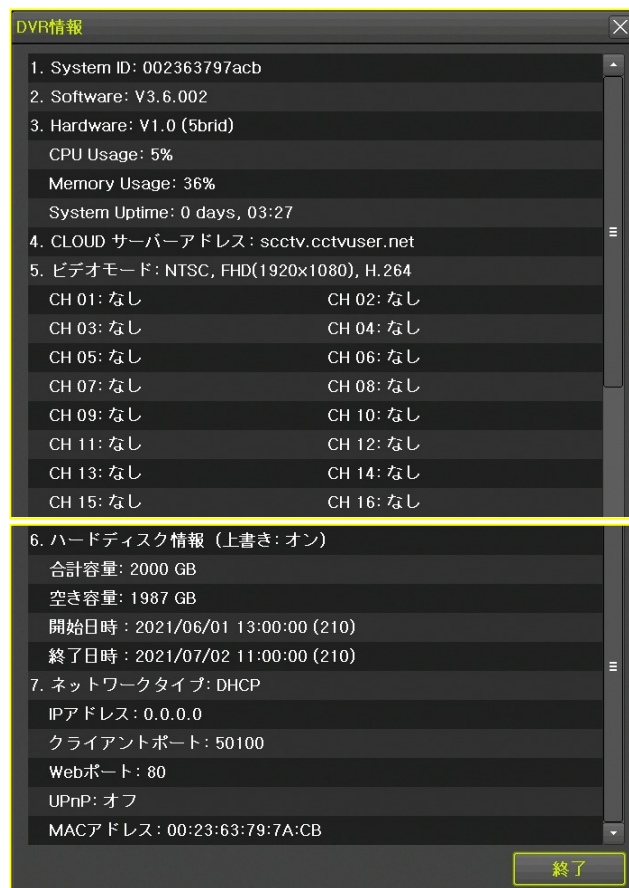 DVR情報
1. System ID: 002363797acb
2. Software: V3.6.002
3. Hardware: V1.0 (5brid)
CPU Usage: 5%
Memory Usage: 36%
System Uptime: 0 days, 03:27
4. CLOUD サーバーアドレス: scctv.cctvuser.net
5. ビデオモード: NTSC, FHD(1920x1080), H.264
CH 01: なし CH 02: なし
CH 03: なし CH 04: なし
CH 05: なし CH 06: なし
CH 07: なし CH 08: なし
CH 09: なし CH 10: なし
CH 11: なし CH 12: なし
CH 13: なし CH 14: なし
CH 15: なし CH 16: なし
6. ハードディスク情報（上書き: オン）
合計容量: 2000 GB
空き容量: 1987 GB
開始日時 : 2021/06/01 13:00:00 (210)
終了日時 : 2021/07/02 11:00:00 (210)
7. ネットワークタイプ: DHCP
IPアドレス : 0.0.0.0
クライアントポート : 50100
Webポート : 80
UPnP: オフ
MACアドレス : 00:23:63:79:7A:CB
終了